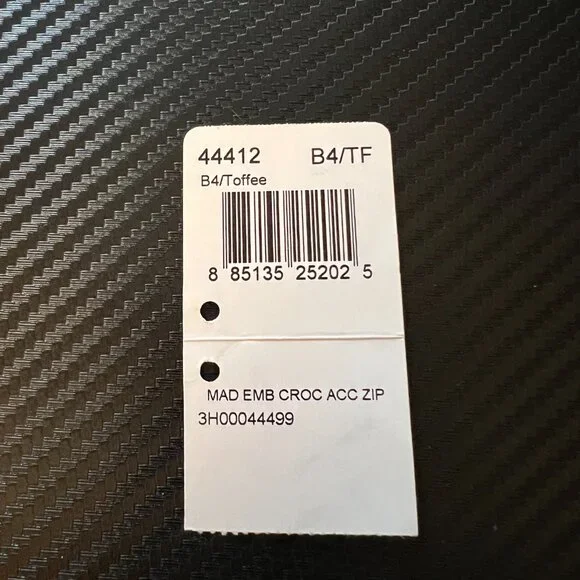 44412 B4/TF
B4/Toffee
8 85135 25202 5
MAD EMB CROC ACC ZIP
3H00044499